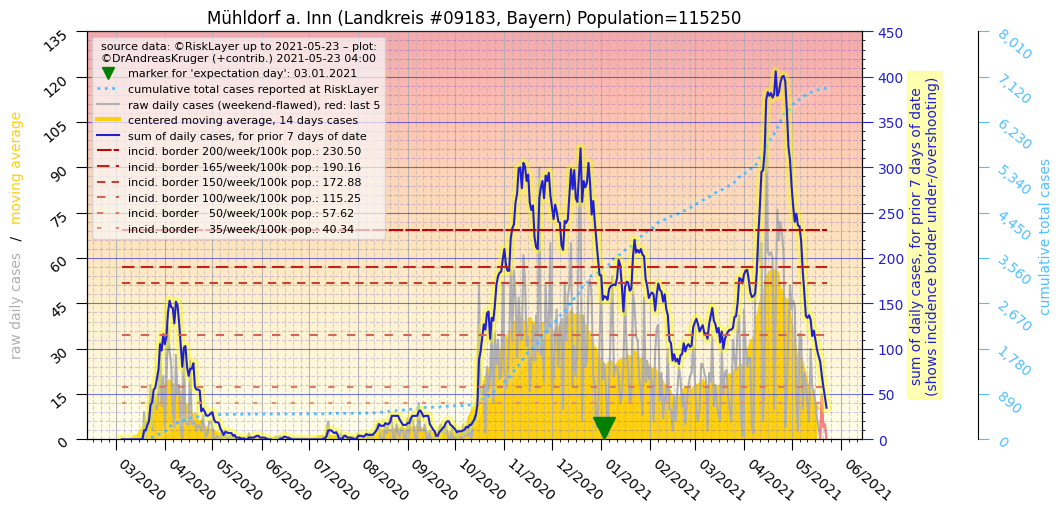 Mühldorf a. Inn (Landkreis #09183, Bayern) Population=115250
source data: ©RiskLayer up to 2021-05-23 – plot:
©DrAndreasKruger (+contrib.) 2021-05-23 04:00
marker for 'expectation day': 03.01.2021
cumulative total cases reported at RiskLayer
raw daily cases (weekend-flawed), red: last 5
centered moving average, 14 days cases
sum of daily cases, for prior 7 days of date
incid. border 200/week/100k pop.: 230.50
incid. border 165/week/100k pop.: 190.16
incid. border 150/week/100k pop.: 172.88
incid. border 100/week/100k pop.: 115.25
incid. border   50/week/100k pop.: 57.62
incid. border   35/week/100k pop.: 40.34
raw daily cases / moving average
135
120
105
90
75
60
45
30
15
0
03/2020
04/2020
05/2020
06/2020
07/2020
08/2020
09/2020
10/2020
11/2020
12/2020
01/2021
02/2021
03/2021
04/2021
05/2021
06/2021
450
400
350
300
250
200
150
100
50
0
sum of daily cases, for prior 7 days of date
(shows incidence border under-/overshooting)
8,010
7,120
6,230
5,340
4,450
3,560
2,670
1,780
890
0
cumulative total cases